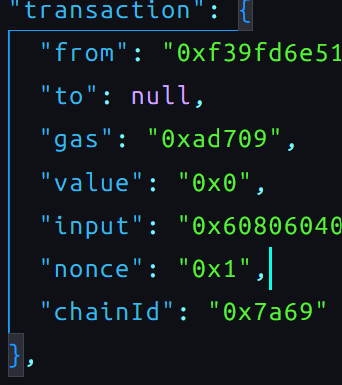 "transaction": {
"from": "0xf39fd6e51
"to": null,
"gas": "0xad709",
"value": "0x0",
"input": "0x60806040
"nonce": "0x1",
"chainId": "0x7a69"
},